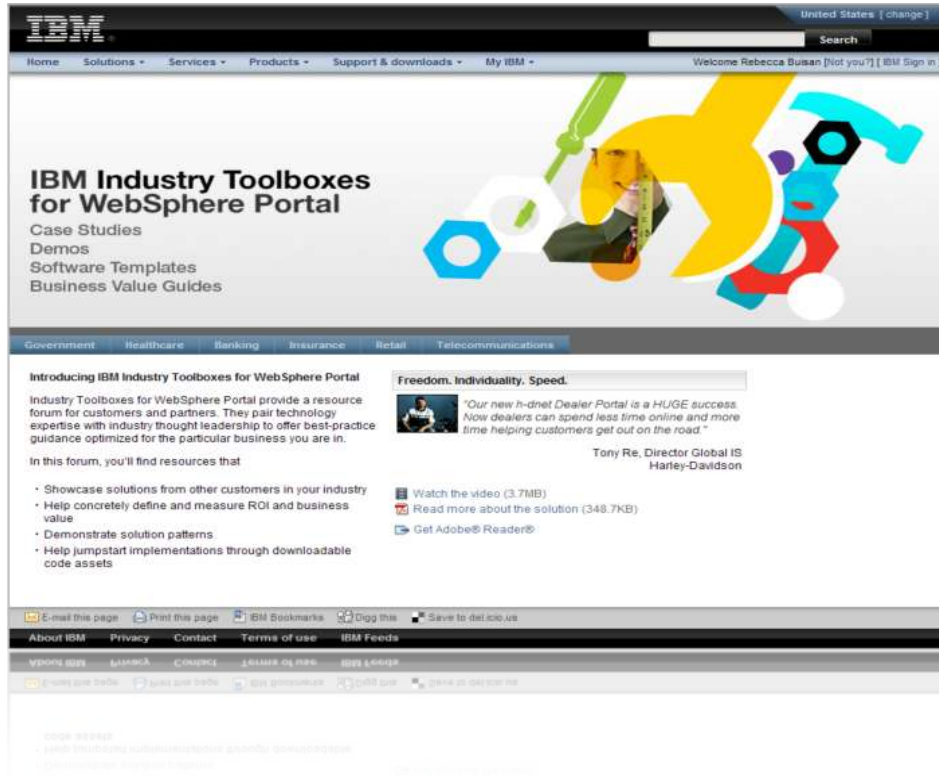 United States [ change ]
IBM®
Search
Home Solutions Services Products Support & downloads My IBM
Welcome Rebecca Buisan [Not you?] [ IBM Sign in
IBM Industry Toolboxes
for WebSphere Portal
Case Studies
Demos
Software Templates
Business Value Guides
Government Healthcare Banking Insurance Retail Telecommunications
Introducing IBM Industry Toolboxes for WebSphere Portal
Industry Toolboxes for WebSphere Portal provide a resource
forum for customers and partners. They pair technology
expertise with industry thought leadership to offer best-practice
guidance optimized for the particular business you are in.
In this forum, you'll find resources that
· Showcase solutions from other customers in your industry
· Help concretely define and measure ROI and business
value
· Demonstrate solution patterns
· Help jumpstart implementations through downloadable
code assets
Freedom. Individuality. Speed.
"Our new h-dnet Dealer Portal is a HUGE success.
Now dealers can spend less time online and more
time helping customers get out on the road."
Tony Re, Director Global IS
Harley-Davidson
Watch the video (3.7MB)
Read more about the solution (348.7KB)
Get Adobe® Reader®
E-mail this page Print this page IBM Bookmarks Digg this Save to del.icio.us
About IBM Privacy Contact Terms of use IBM Feeds